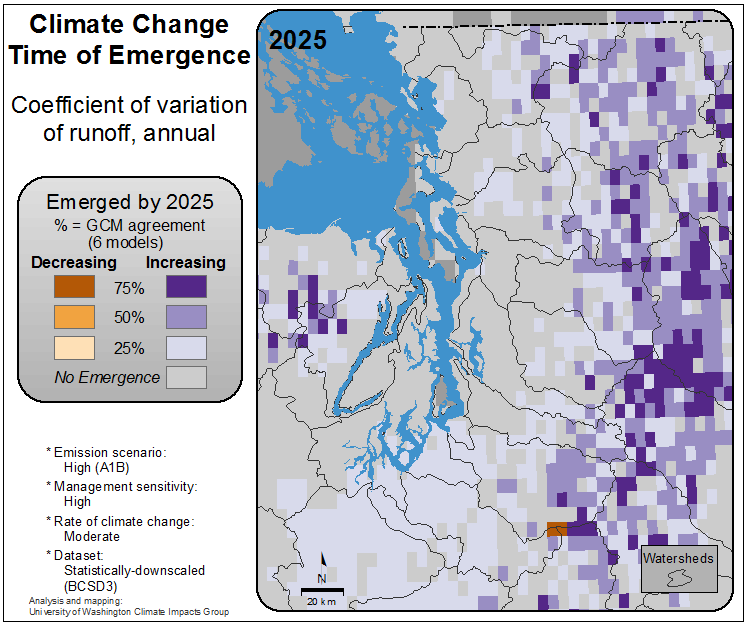 Climate Change
Time of Emergence
Coefficient of variation
of runoff, annual
Emerged by 2025
% = GCM agreement
(6 models)
Decreasing Increasing
75%
50%
25%
No Emergence
* Emission scenario:
High (A1B)
* Management sensitivity:
High
* Rate of climate change:
Moderate
* Dataset:
Statistically-downscaled
(BCSD3)
Analysis and mapping:
University of Washington Climate Impacts Group
2025
N
20 km
Watersheds